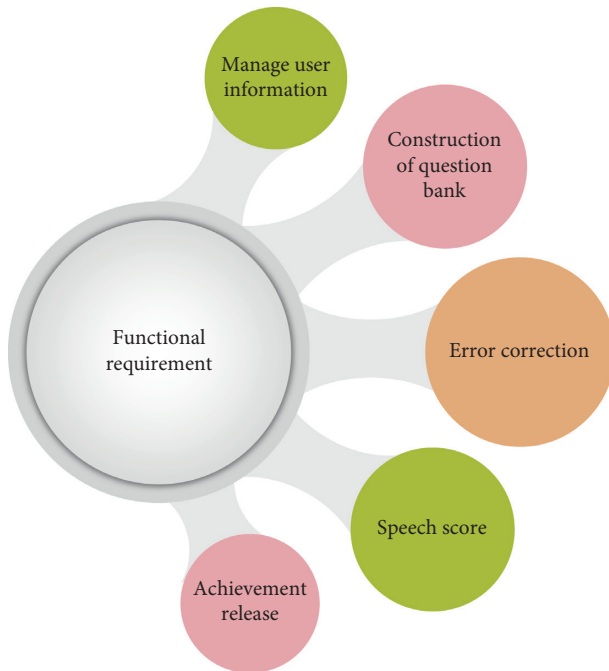 Manage user
information
Construction
of question
bank
Functional
requirement
Error correction
Speech score
Achievement
release